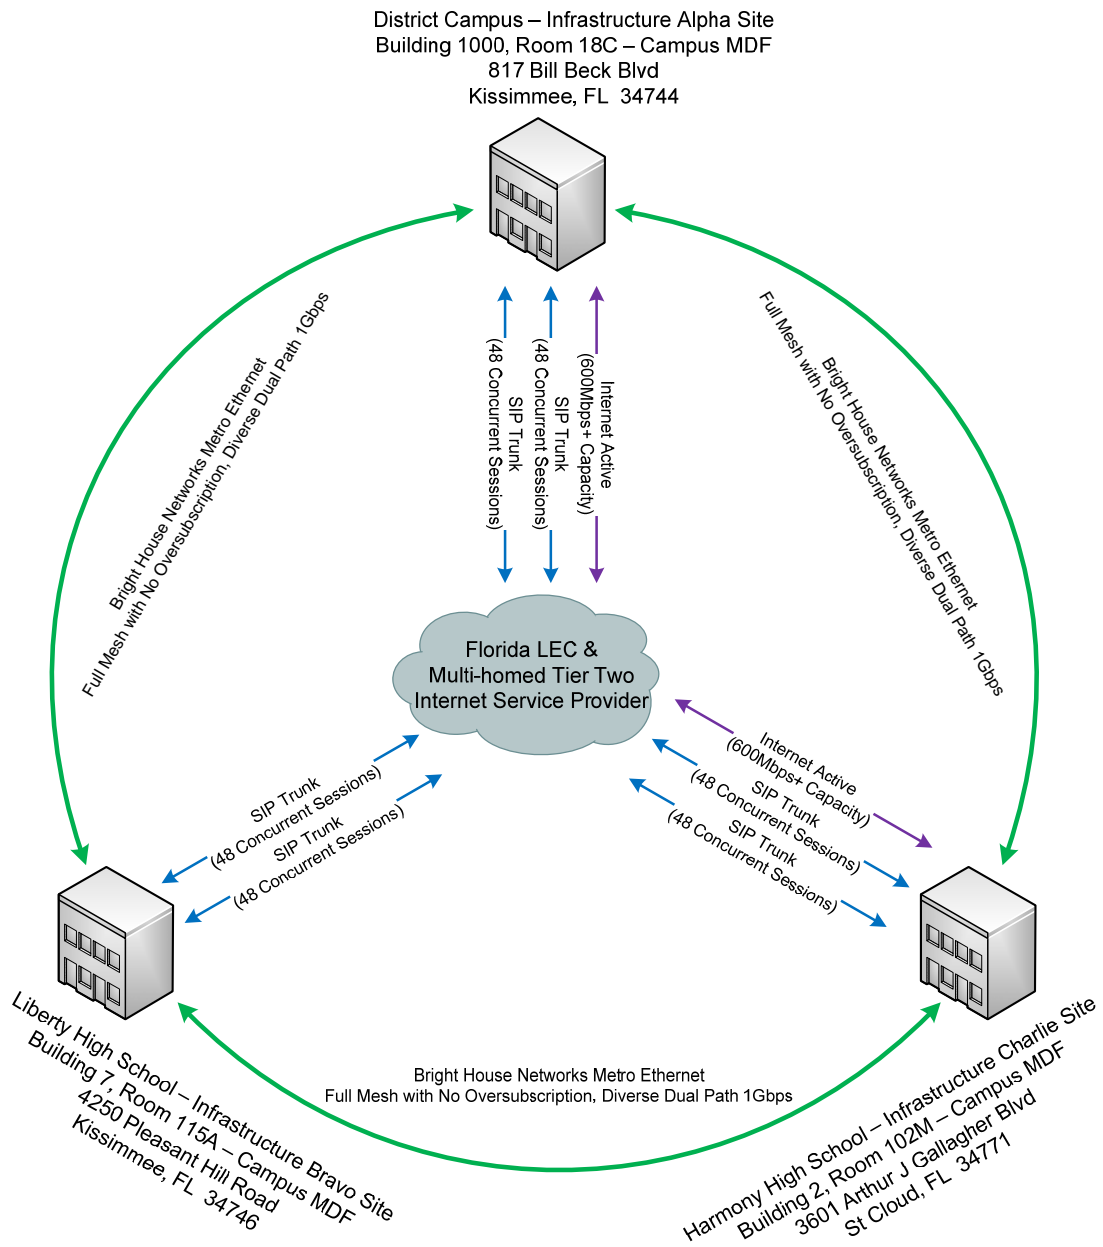 District Campus – Infrastructure Alpha Site
Building 1000, Room 18C – Campus MDF
817 Bill Beck Blvd
Kissimmee, FL  34744
Bright House Networks Metro Ethernet
Full Mesh with No Oversubscription, Diverse Dual Path 1Gbps
SIP Trunk
(48 Concurrent Sessions)
SIP Trunk
(48 Concurrent Sessions)
Internet Active
(600Mbps+ Capacity)
Bright House Networks Metro Ethernet
Full Mesh with No Oversubscription, Diverse Dual Path 1Gbps
Florida LEC &
Multi-homed Tier Two
Internet Service Provider
SIP Trunk
(48 Concurrent Sessions)
SIP Trunk
(48 Concurrent Sessions)
Internet Active
(600Mbps+ Capacity)
SIP Trunk
(48 Concurrent Sessions)
SIP Trunk
(48 Concurrent Sessions)
Liberty High School – Infrastructure Bravo Site
Building 7, Room 115A – Campus MDF
4250 Pleasant Hill Road
Kissimmee, FL  34746
Bright House Networks Metro Ethernet
Full Mesh with No Oversubscription, Diverse Dual Path 1Gbps
Harmony High School – Infrastructure Charlie Site
Building 2, Room 102M – Campus MDF
3601 Arthur J Gallagher Blvd
St Cloud, FL  34771